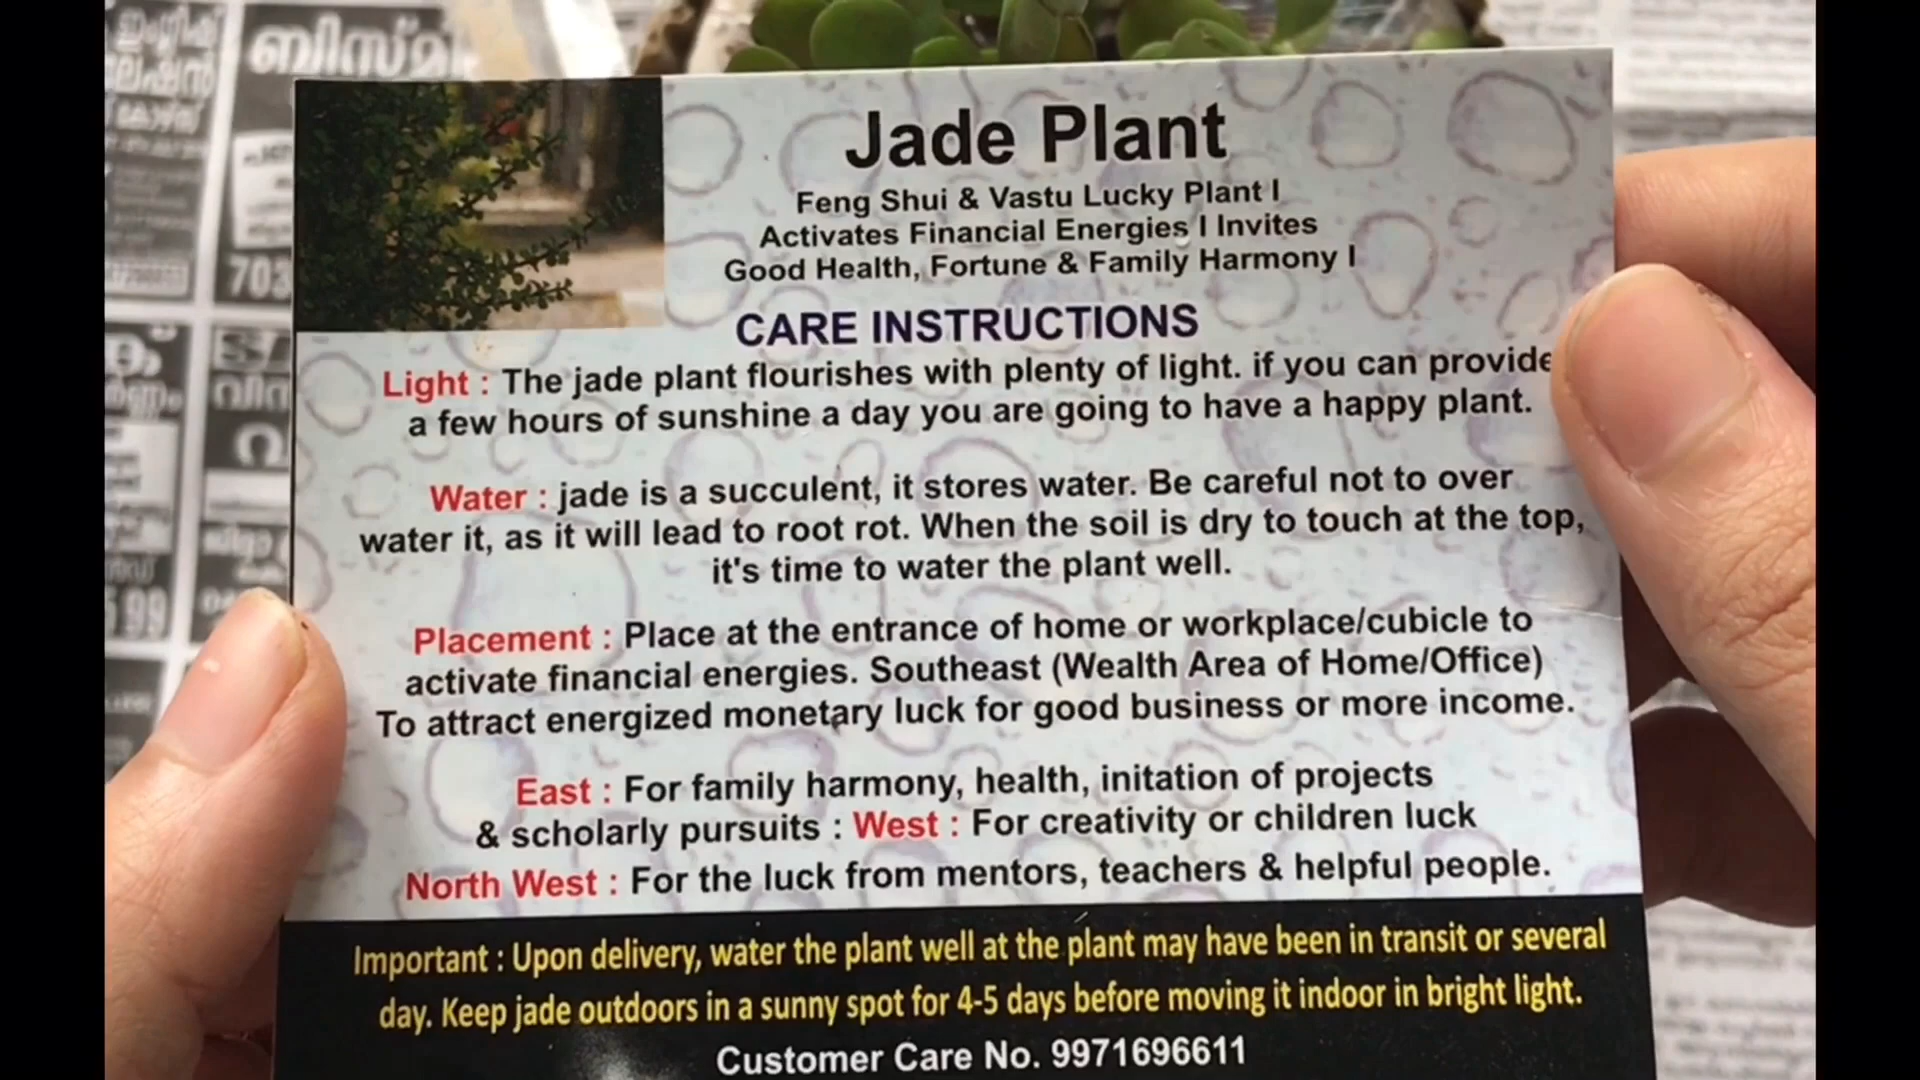 ബിസ്മി
703
699
Jade Plant
Feng Shui & Vastu Lucky Plant I
Activates Financial Energies I Invites
Good Health, Fortune & Family Harmony I
CARE INSTRUCTIONS
Light : The jade plant flourishes with plenty of light. if you can provide
a few hours of sunshine a day you are going to have a happy plant.
Water : jade is a succulent, it stores water. Be careful not to over
water it, as it will lead to root rot. When the soil is dry to touch at the top,
it's time to water the plant well.
Placement : Place at the entrance of home or workplace/cubicle to
activate financial energies. Southeast (Wealth Area of Home/Office)
To attract energized monetary luck for good business or more income.
East : For family harmony, health, initation of projects
& scholarly pursuits : West : For creativity or children luck
North West : For the luck from mentors, teachers & helpful people.
Important : Upon delivery, water the plant well at the plant may have been in transit or several
day. Keep jade outdoors in a sunny spot for 4-5 days before moving it indoor in bright light.
Customer Care No. 9971696611